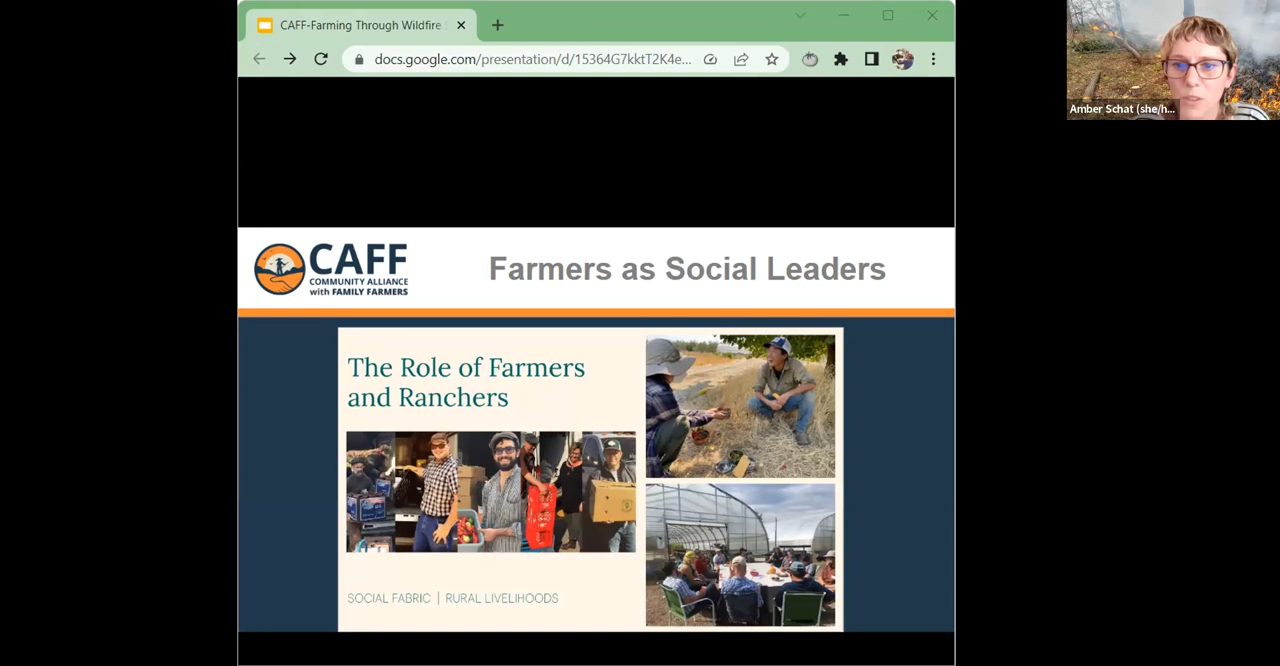 CAFF-Farming Through Wildfire
docs.google.com/presentation/d/15364G7kktT2K4e...
Amber Schat (she/h...
CAFF
COMMUNITY ALLIANCE
with FAMILY FARMERS
Farmers as Social Leaders
The Role of Farmers
and Ranchers
SOCIAL FABRIC | RURAL LIVELIHOODS